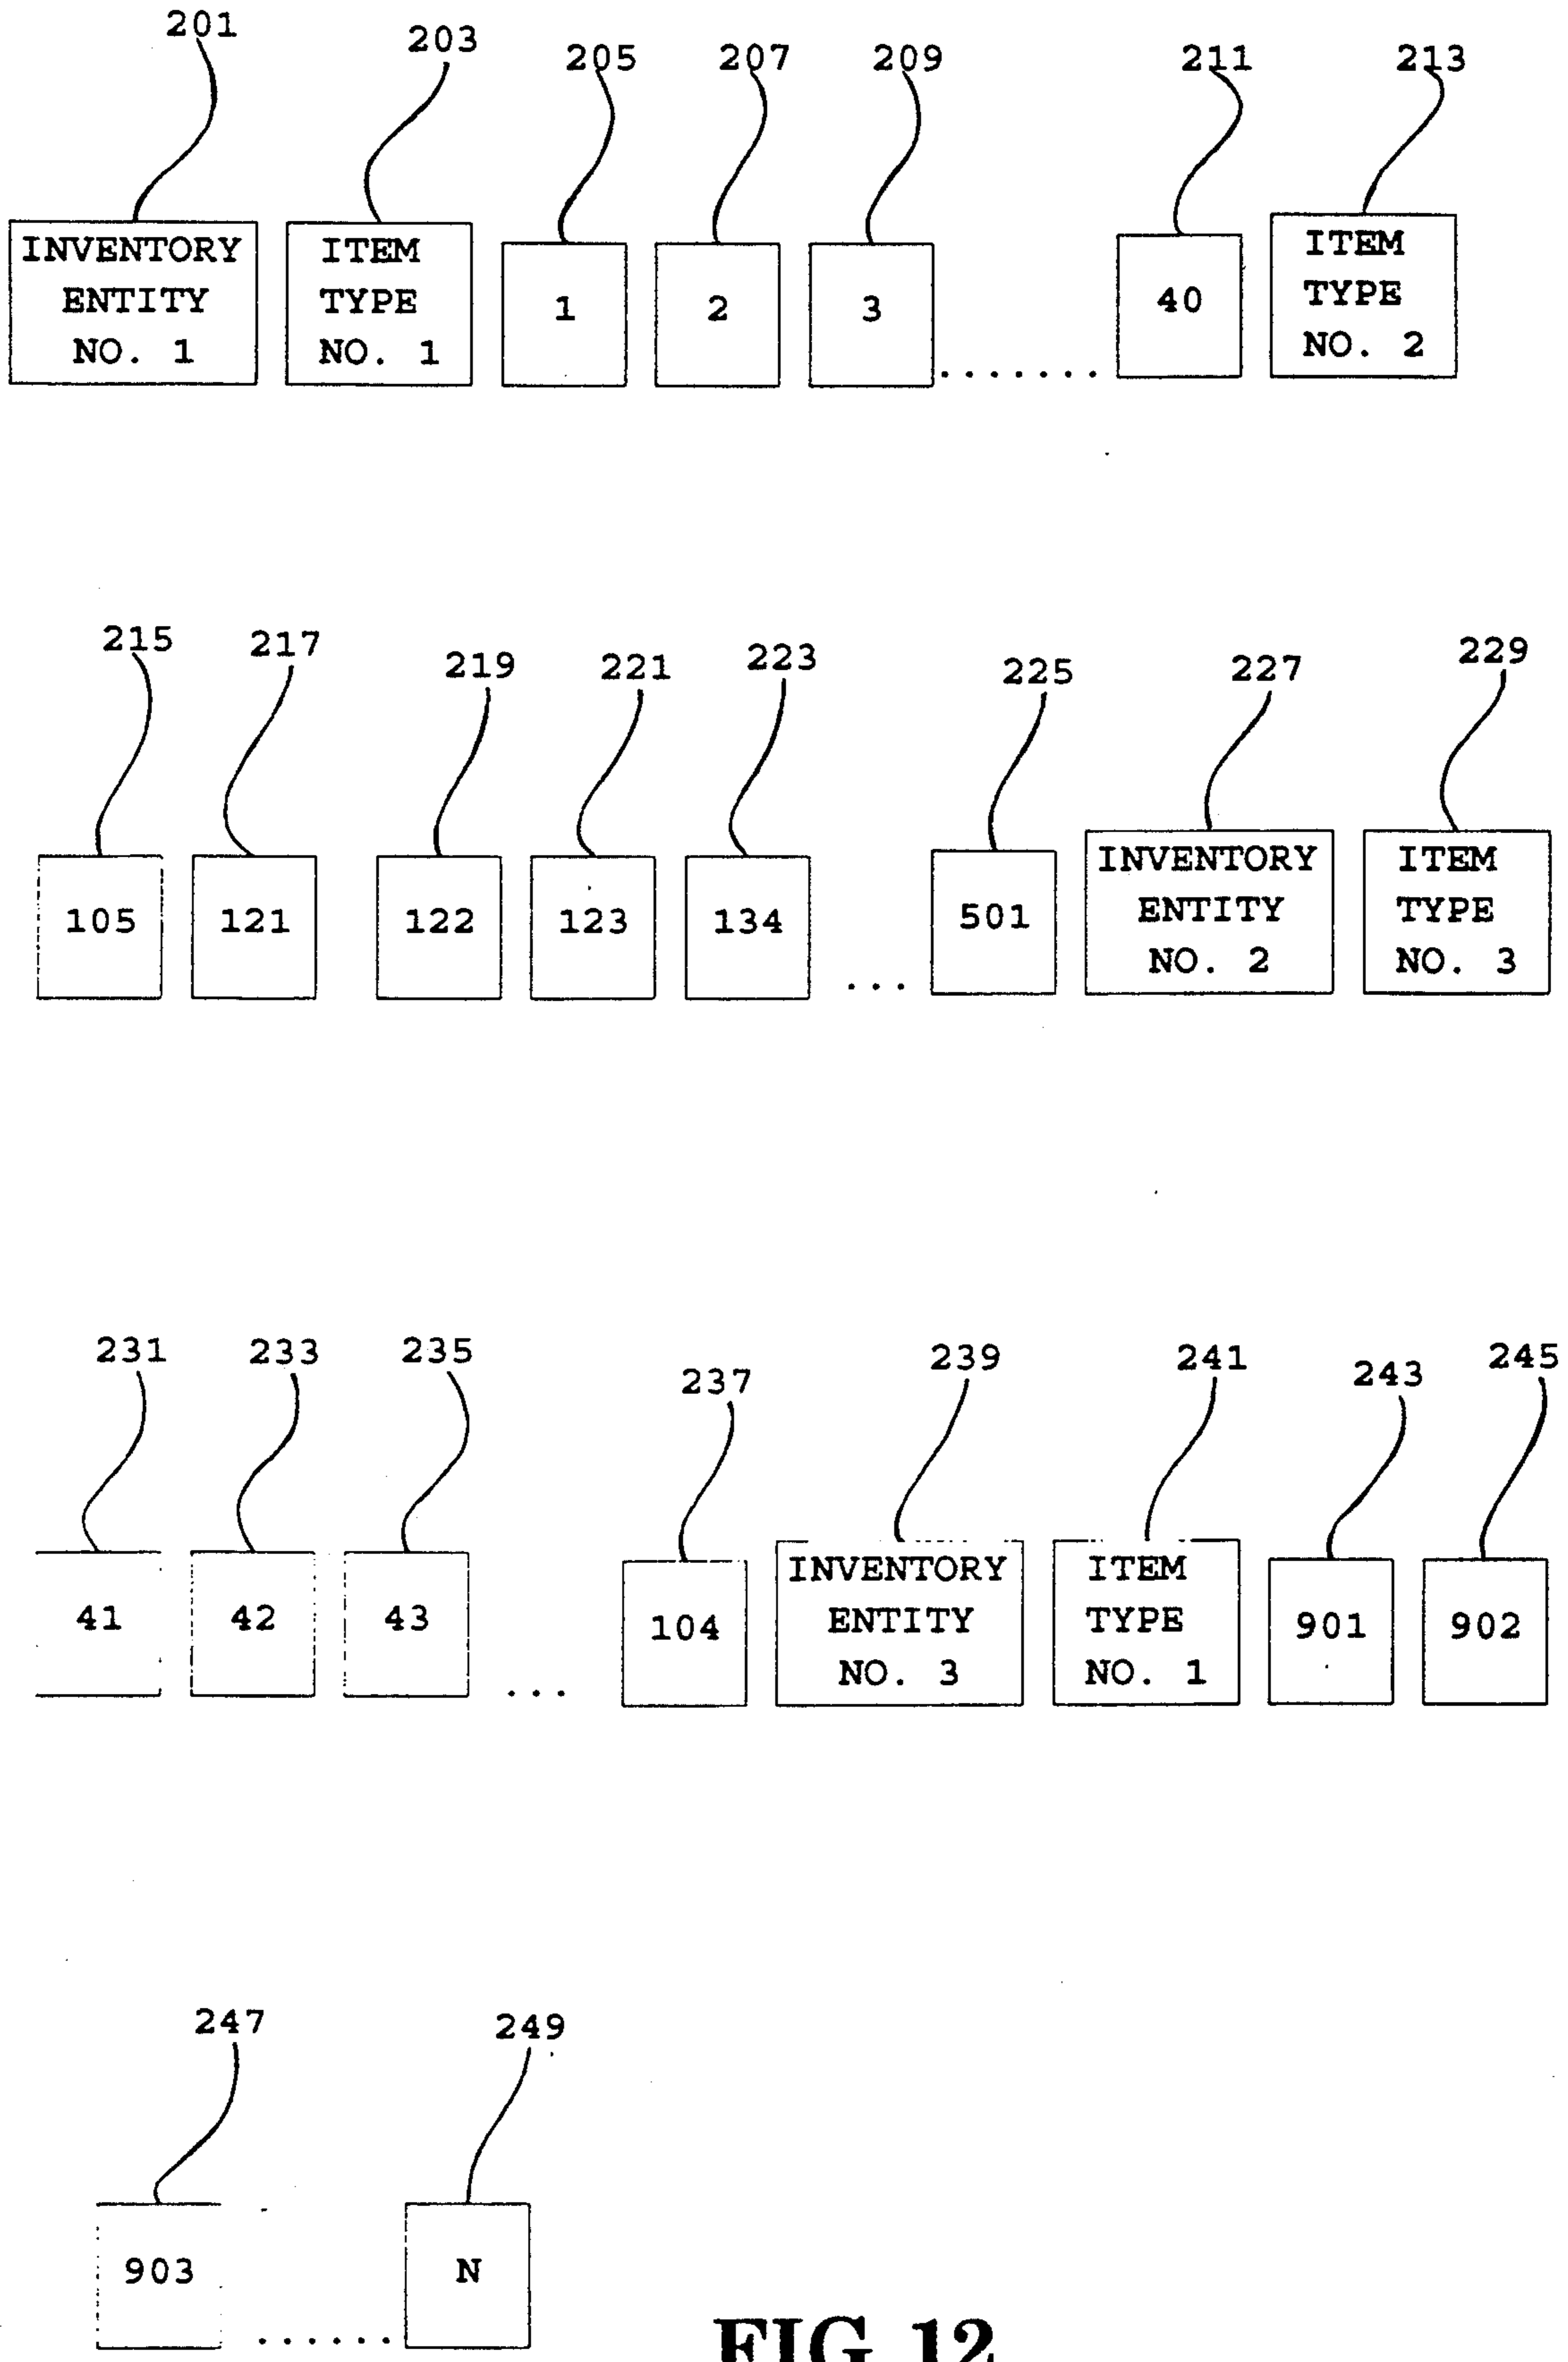 201 203 205 207 209 211 213
INVENTORY ENTITY NO. 1
ITEM TYPE NO. 1
1
2
3
.......
40
ITEM TYPE NO. 2
215 217 219 221 223 225 227 229
105
121
122
123
134
...
501
INVENTORY ENTITY NO. 2
ITEM TYPE NO. 3
231 233 235 237 239 241 243 245
41
42
43
...
104
INVENTORY ENTITY NO. 3
ITEM TYPE NO. 1
901
902
247 249
903
......
N
FIG. 12